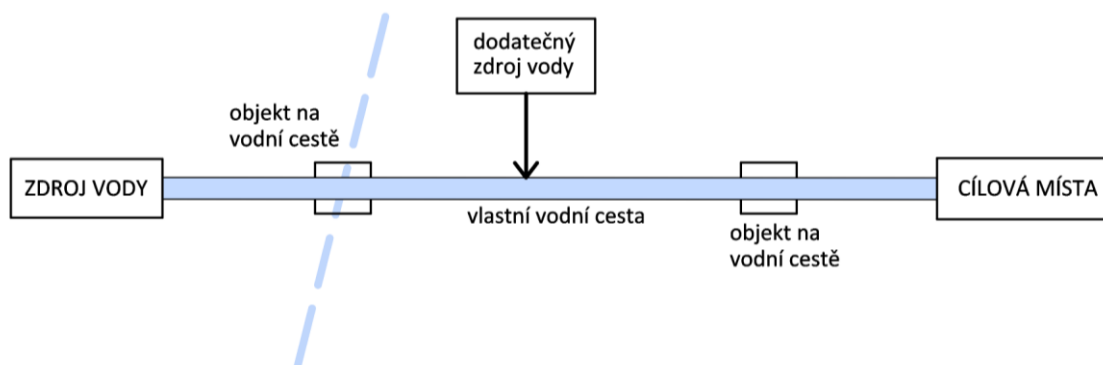 dodatečný
zdroj vody
objekt na
vodní cestě
ZDROJ VODY
CÍLOVÁ MÍSTA
vlastní vodní cesta
objekt na
vodní cestě